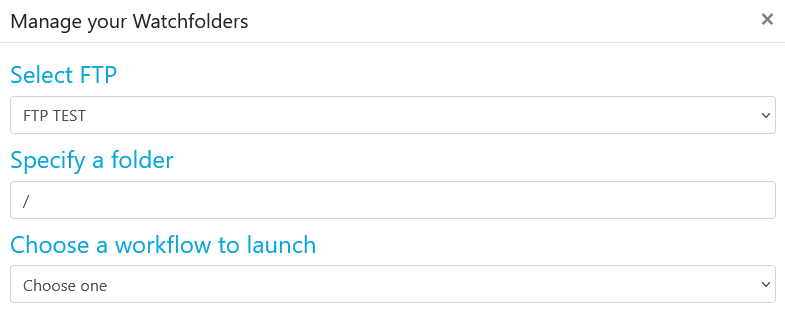 Manage your Watchfolders
×
Select FTP
FTP TEST
Specify a folder
/
Choose a workflow to launch
Choose one